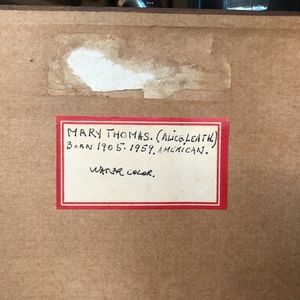 MARY THOMAS. (ALICE LEATH)
BORN 1905-1959. AMERICAN.
WATER COLOR.